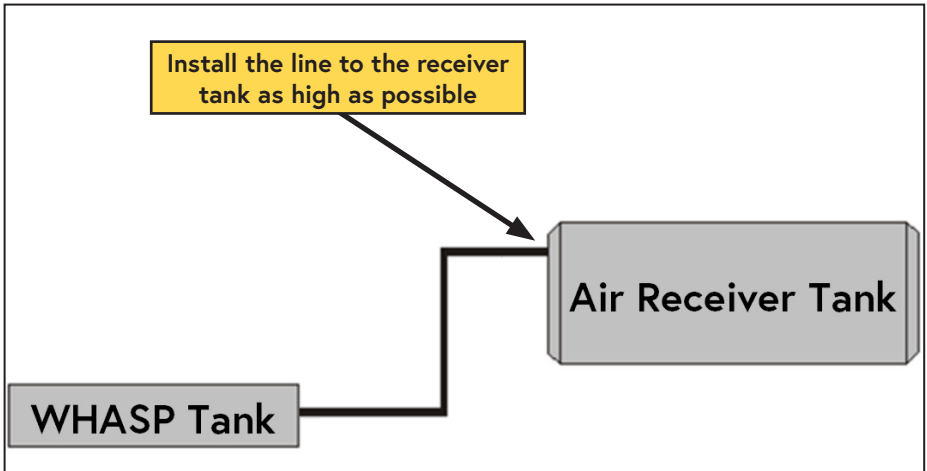 Install the line to the receiver
tank as high as possible
Air Receiver Tank
WHASP Tank